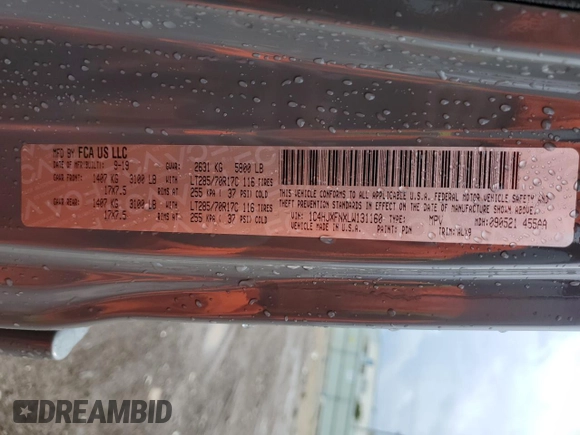 MFD BY FCA US LLC
DATE OF MFR 9-19 GVWR: 2631 KG 5800 LB
GAWR FRONT: 1407 KG 3100 LB WITH LT285/70R17C 116 TIRES
17X7.5 RIMS AT 255 KPA / 37 PSI COLD
GAWR REAR: 1407 KG 3100 LB WITH LT285/70R17C 116 TIRES
17X7.5 RIMS AT 255 KPA / 37 PSI COLD
THIS VEHICLE CONFORMS TO ALL APPLICABLE FEDERAL MOTOR VEHICLE SAFETY AND
THEFT PREVENTION STANDARDS IN EFFECT ON THE DATE OF MANUFACTURE SHOWN ABOVE.
VIN: 1C4HJXFNXLW131160 TYPE: MPV MDH: 090521 455AA
VEHICLE MADE IN U.S.A. PAINT: PDN TRIM: ALX9
DREAMBID